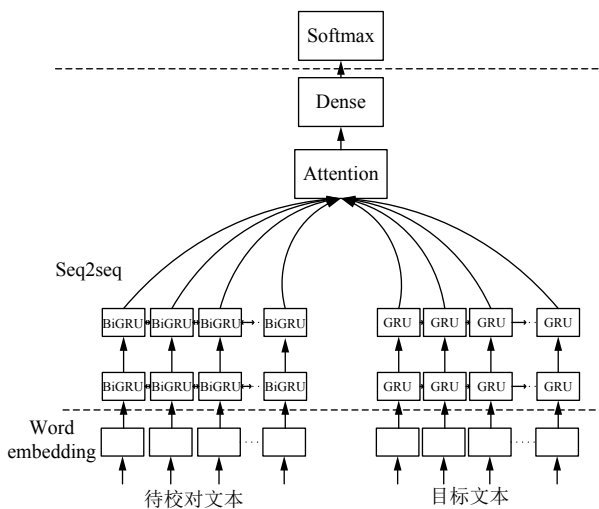 Softmax
Dense
Attention
Seq2seq
BiGRU BiGRU BiGRU ··· BiGRU GRU GRU GRU ··· GRU
BiGRU BiGRU BiGRU ··· BiGRU GRU GRU GRU ··· GRU
Word
embedding
待校对文本 目标文本